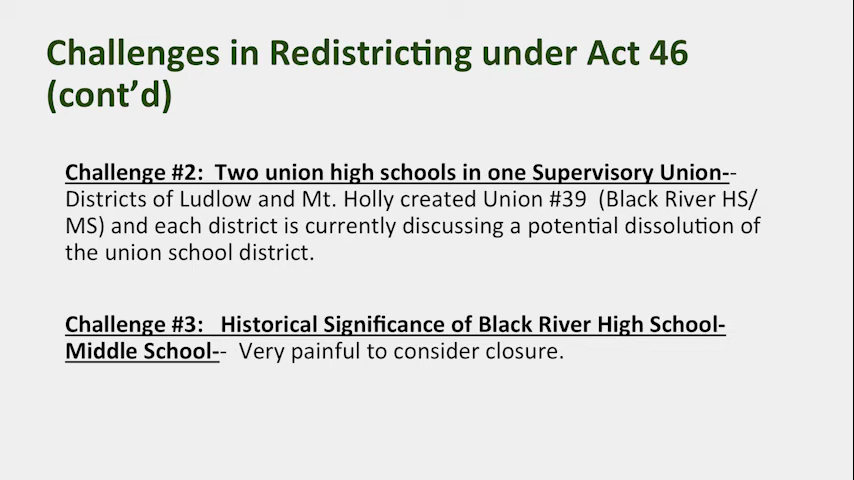 Challenges in Redistricting under Act 46
(cont’d)
Challenge #2:  Two union high schools in one Supervisory Union--
Districts of Ludlow and Mt. Holly created Union #39  (Black River HS/
MS) and each district is currently discussing a potential dissolution of
the union school district.
Challenge #3:   Historical Significance of Black River High School-
Middle School--  Very painful to consider closure.